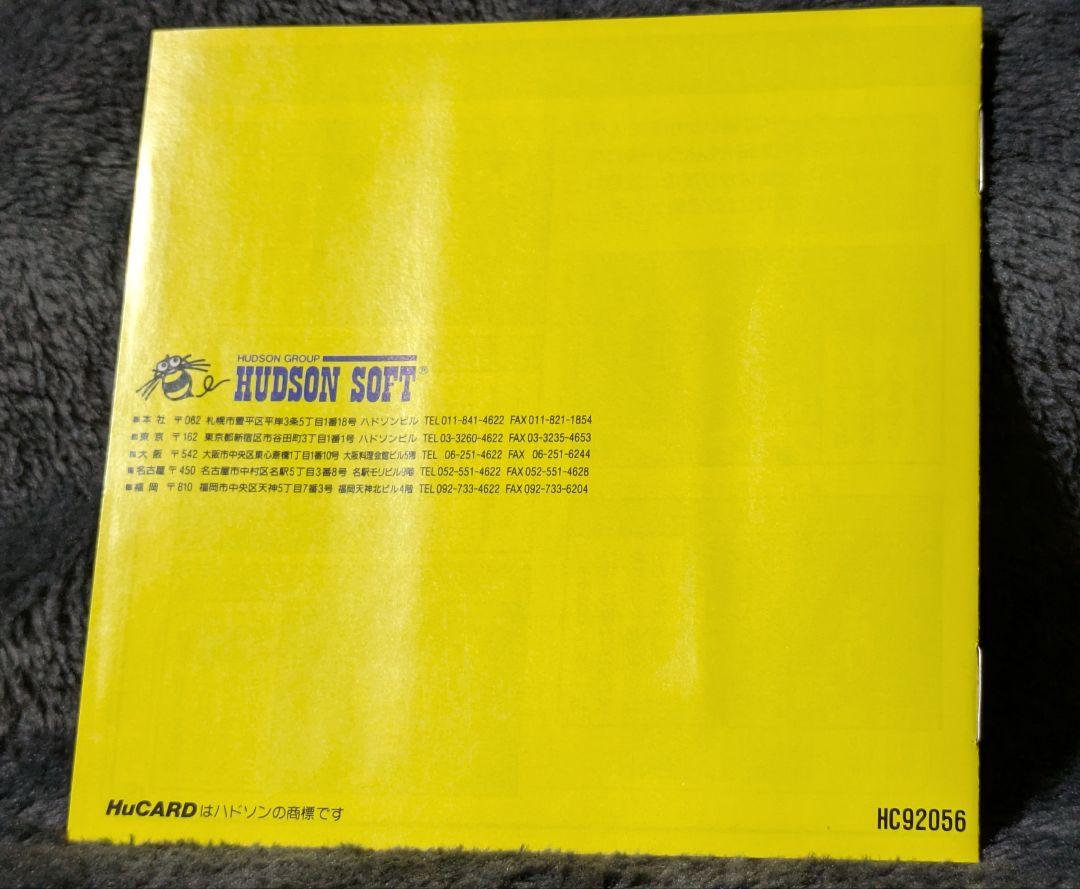 HUDSON GROUP
HUDSON SOFT®
■本 社 〒062 札幌市豊平区平岸3条5丁目1番18号 ハドソンビル TEL 011-841-4622 FAX 011-821-1854
■東 京 〒162 東京都新宿区市谷田町3丁目1番1号 ハドソンビル TEL 03-3260-4622 FAX 03-3235-4653
■大 阪 〒542 大阪市中央区東心斎橋1丁目1番10号 大阪料理会館ビル5階 TEL 06-251-4622 FAX 06-251-6244
■名古屋 〒450 名古屋市中村区名駅5丁目3番8号 名駅モリビル9階 TEL 052-551-4622 FAX 052-551-4628
■福 岡 〒810 福岡市中央区天神5丁目7番3号 福岡天神北ビル4階 TEL 092-733-4622 FAX 092-733-6204
HuCARDはハドソンの商標です
HC92056